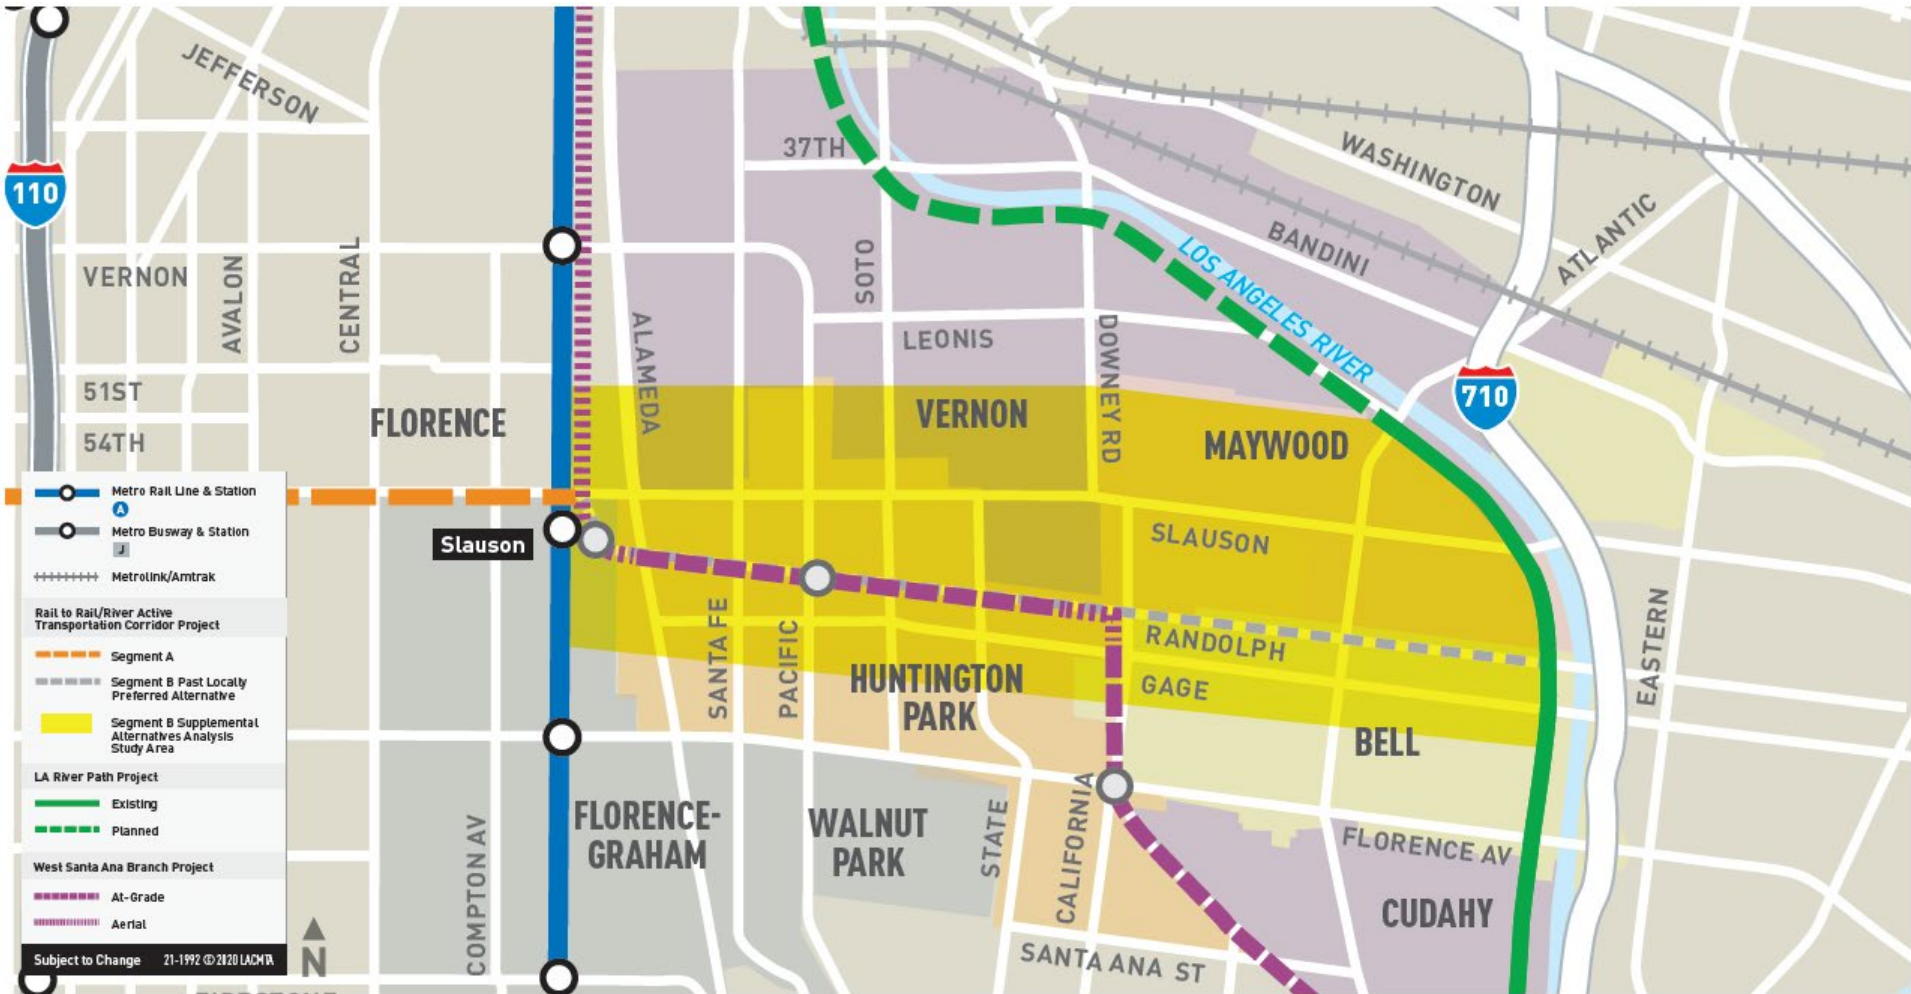 JEFFERSON
37TH
WASHINGTON
110
VERNON
AVALON
CENTRAL
SOTO
BANDINI
ATLANTIC
LOS ANGELES RIVER
ALAMEDA
LEONIS
DOWNEY RD
51ST
54TH
FLORENCE
VERNON
MAYWOOD
710
Slauson
SLAUSON
SANTA FE
PACIFIC
RANDOLPH
GAGE
EASTERN
HUNTINGTON
PARK
BELL
FLORENCE-
GRAHAM
WALNUT
PARK
STATE
CALIFORNIA
FLORENCE AV
COMPTON AV
CUDAHY
SANTA ANA ST
Metro Rail Line & Station
A
Metro Busway & Station
J
Metrolink/Amtrak
Rail to Rail/River Active
Transportation Corridor Project
Segment A
Segment B Past Locally
Preferred Alternative
Segment B Supplemental
Alternatives Analysis
Study Area
LA River Path Project
Existing
Planned
West Santa Ana Branch Project
At-Grade
Aerial
Subject to Change 21-1992 ©2020 LACMTA
N